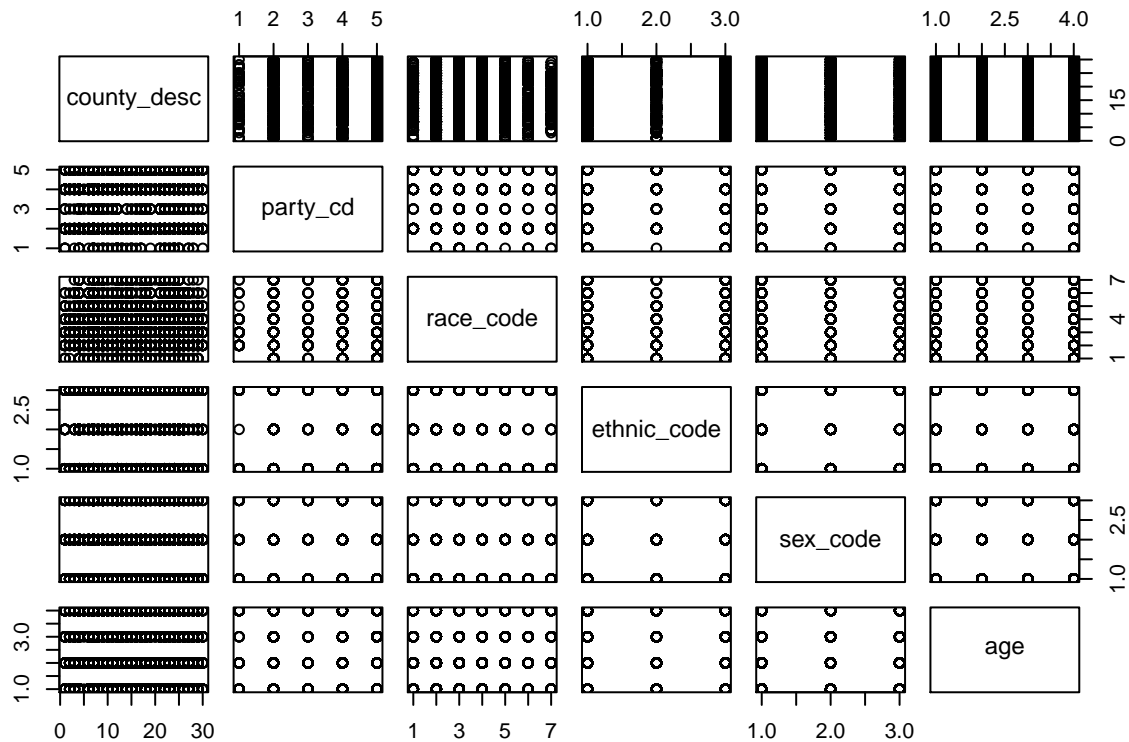 1 2 3 4 5 1.0 2.0 3.0 1.0 2.5 4.0
county_desc 0 15
1 3 5 party_cd
race_code 1 4 7
1.0 2.5 ethnic_code
sex_code 1.0 2.5
1.0 3.0 age
0 10 20 30 1 3 5 7 1.0 2.0 3.0